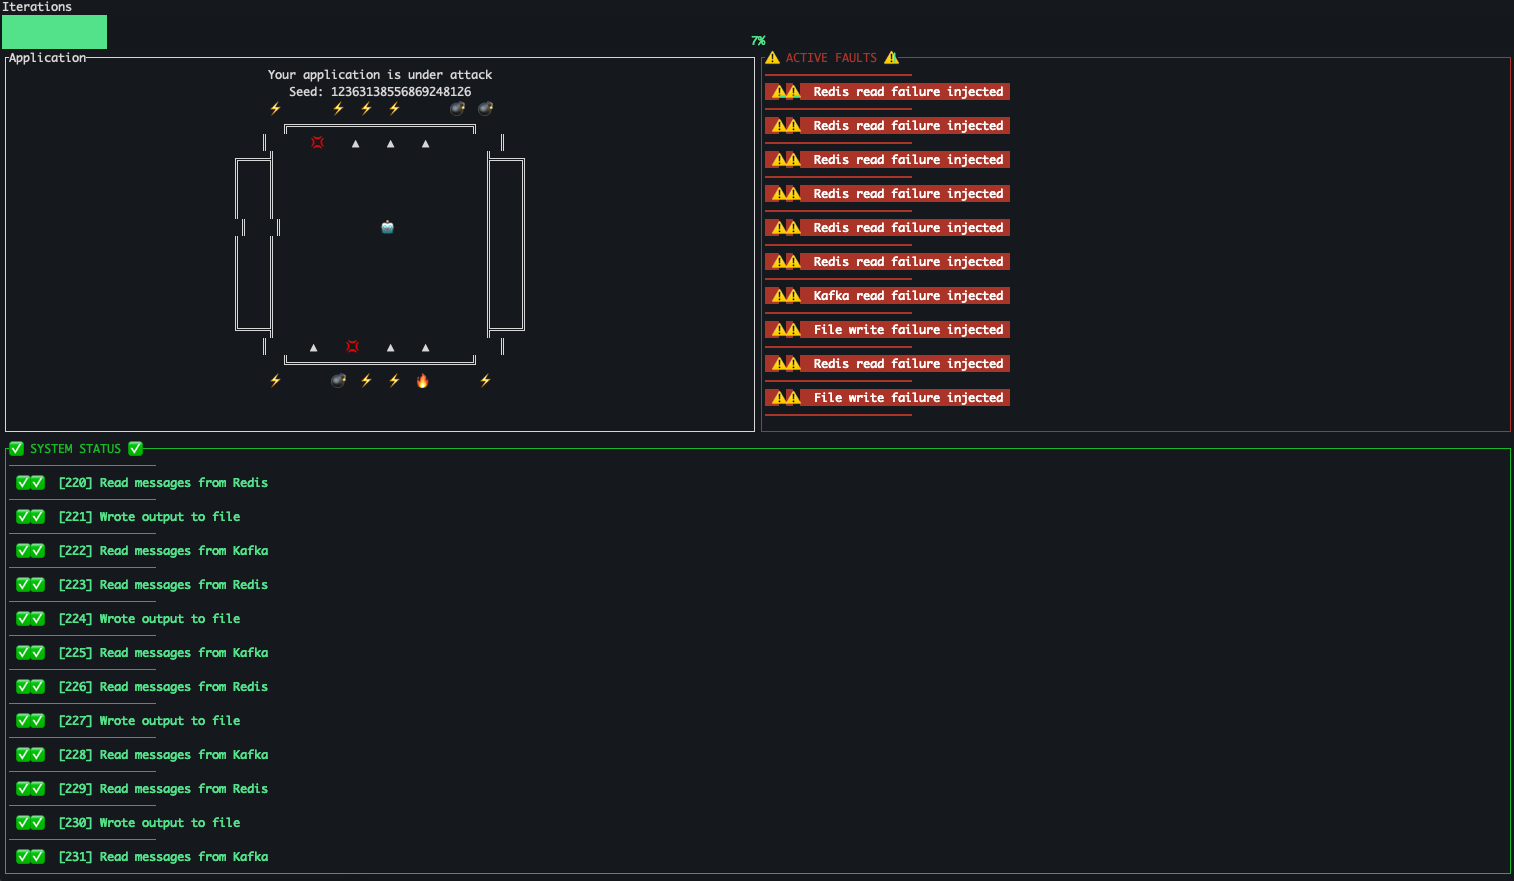 Iterations
7%
Application
Your application is under attack
Seed: 12363138556869248126
ACTIVE FAULTS
Redis read failure injected
Redis read failure injected
Redis read failure injected
Redis read failure injected
Redis read failure injected
Redis read failure injected
Kafka read failure injected
File write failure injected
Redis read failure injected
File write failure injected
SYSTEM STATUS
[220] Read messages from Redis
[221] Wrote output to file
[222] Read messages from Kafka
[223] Read messages from Redis
[224] Wrote output to file
[225] Read messages from Kafka
[226] Read messages from Redis
[227] Wrote output to file
[228] Read messages from Kafka
[229] Read messages from Redis
[230] Wrote output to file
[231] Read messages from Kafka